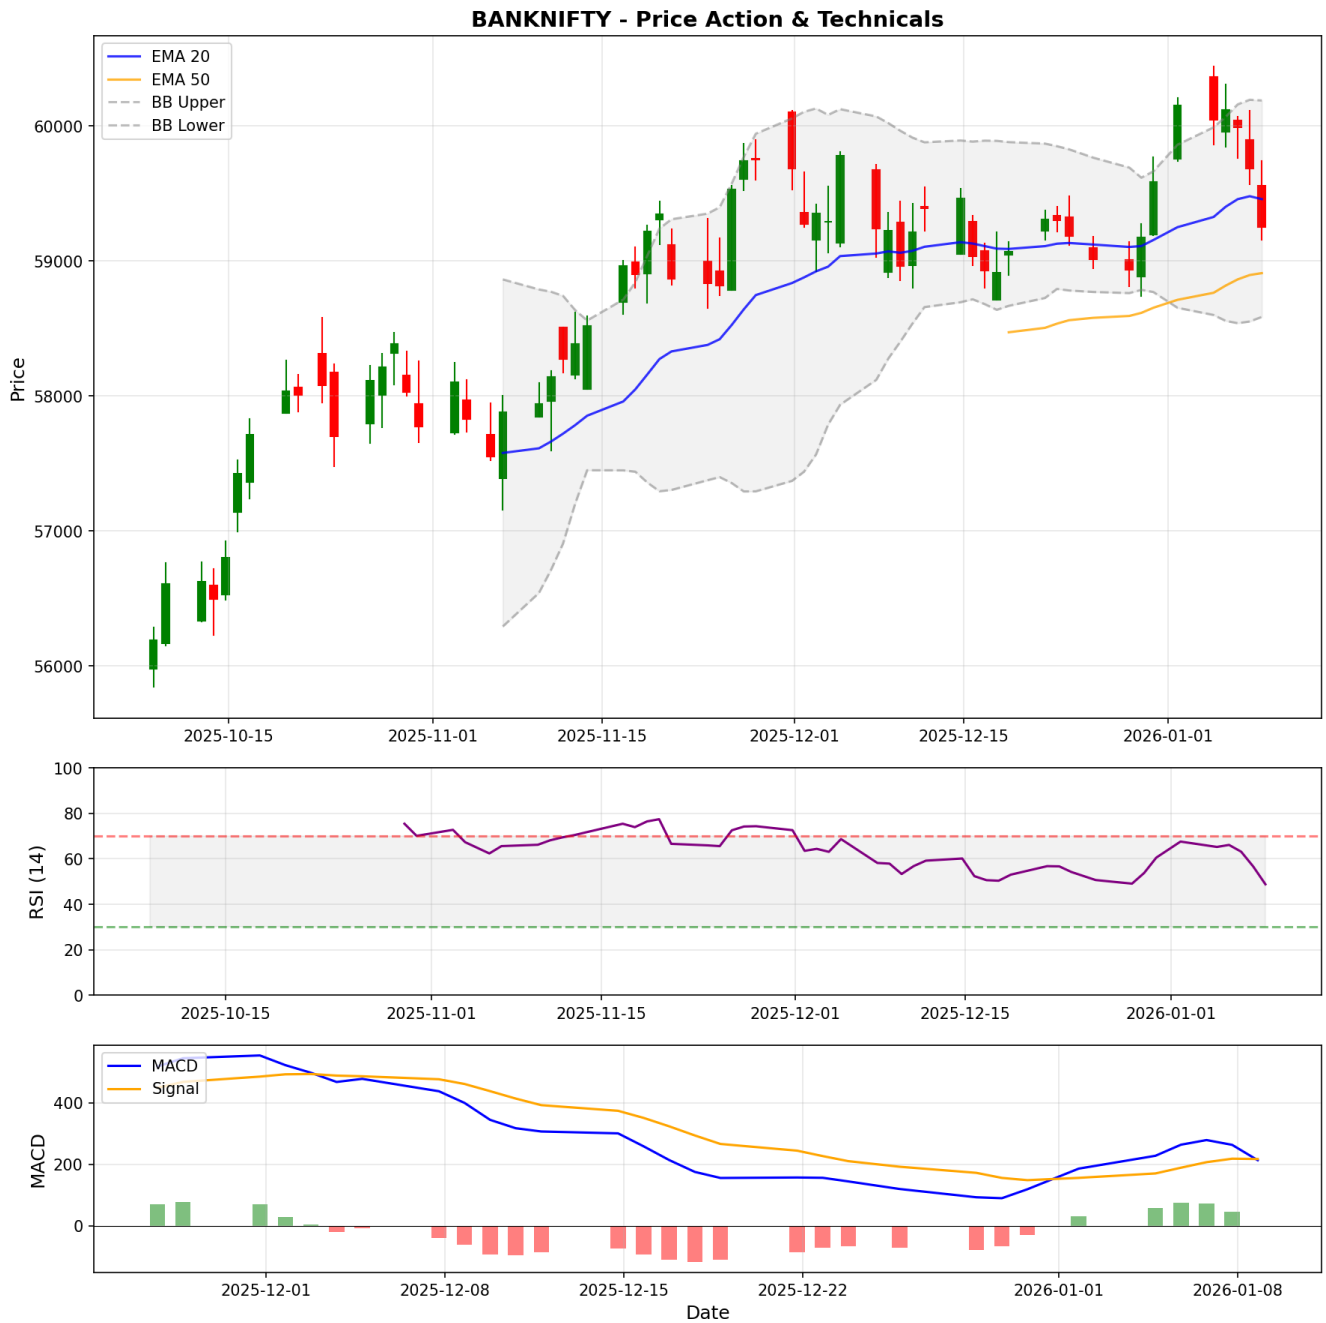 BANKNIFTY - Price Action & Technicals
EMA 20
EMA 50
BB Upper
BB Lower
60000
59000
58000
57000
56000
Price
2025-10-15 2025-11-01 2025-11-15 2025-12-01 2025-12-15 2026-01-01
100
80
60
40
20
0
RSI (14)
2025-10-15 2025-11-01 2025-11-15 2025-12-01 2025-12-15 2026-01-01
MACD
Signal
400
200
0
MACD
2025-12-01 2025-12-08 2025-12-15 2025-12-22 2026-01-01 2026-01-08
Date